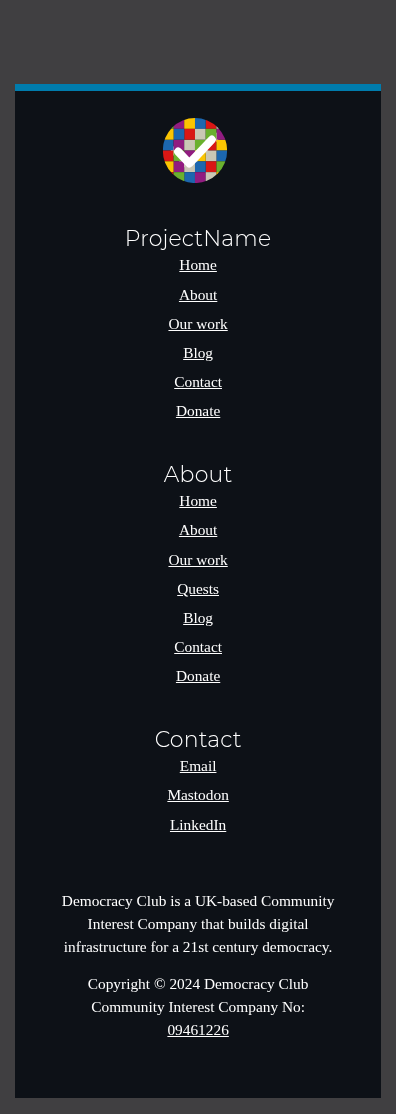 ProjectName
Home
About
Our work
Blog
Contact
Donate
About
Home
About
Our work
Quests
Blog
Contact
Donate
Contact
Email
Mastodon
LinkedIn
Democracy Club is a UK-based Community
Interest Company that builds digital
infrastructure for a 21st century democracy.
Copyright © 2024 Democracy Club
Community Interest Company No:
09461226